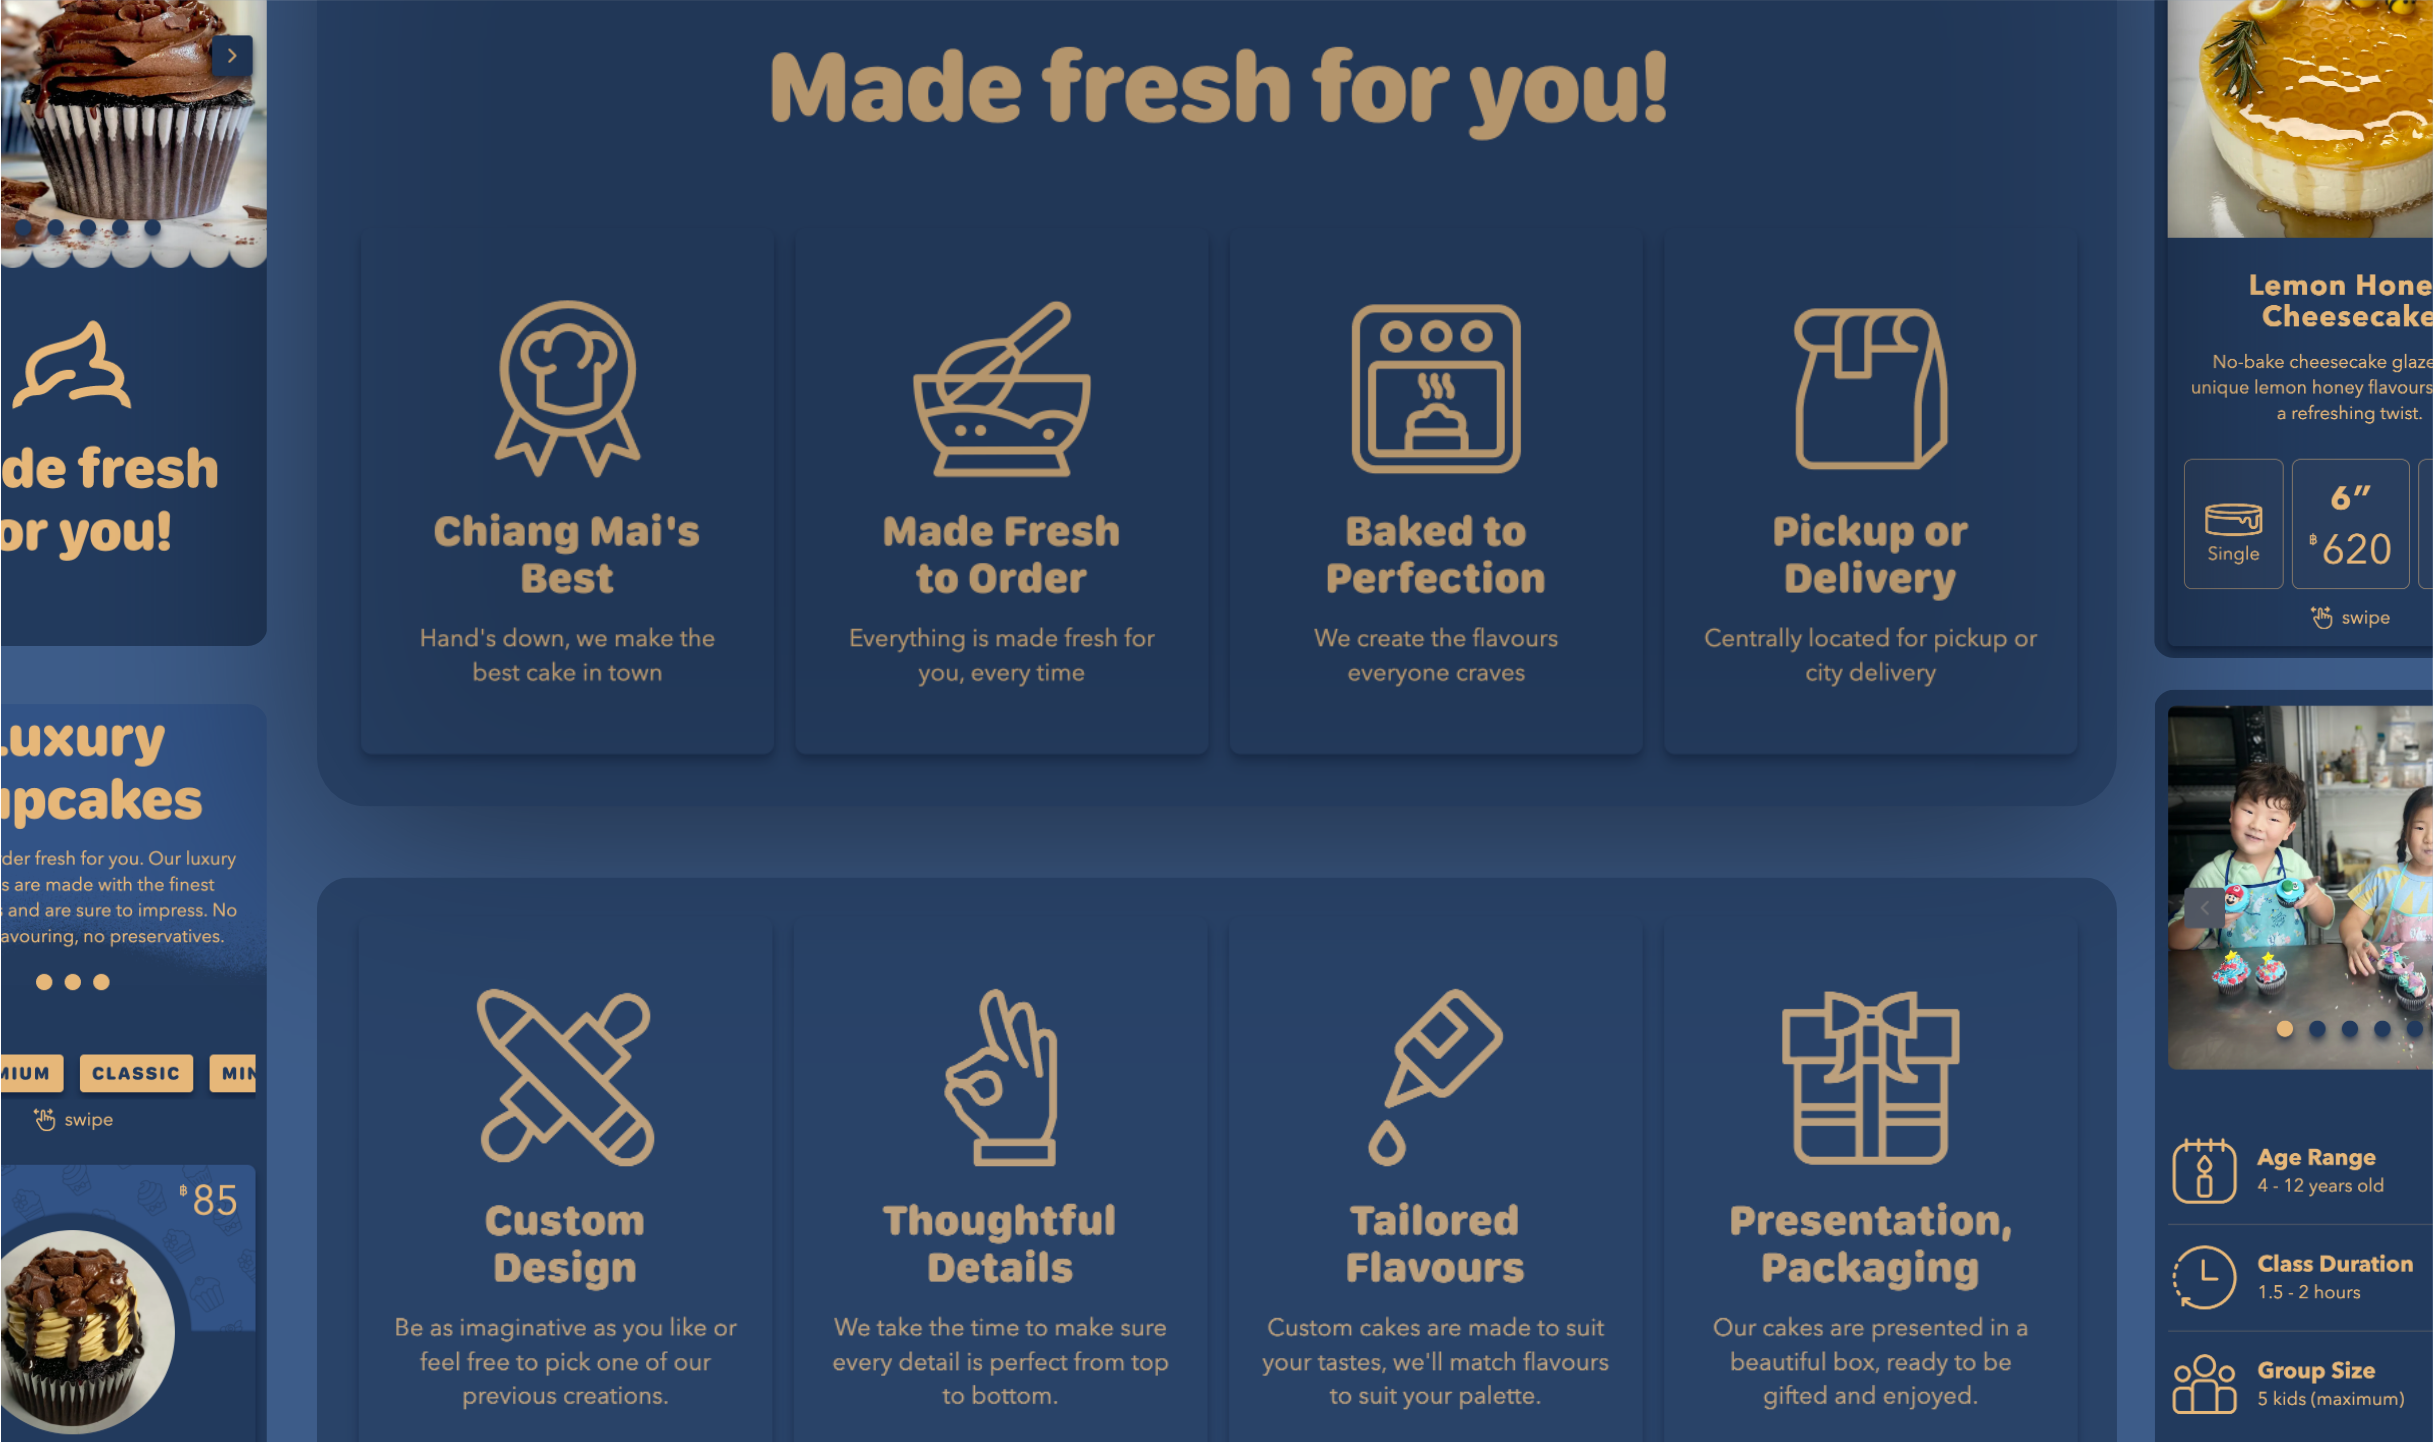 Made fresh for you!
Chiang Mai's
Best
Hand's down, we make the
best cake in town
Made Fresh
to Order
Everything is made fresh for
you, every time
Baked to
Perfection
We create the flavours
everyone craves
Pickup or
Delivery
Centrally located for pickup or
city delivery
Custom
Design
Be as imaginative as you like or
feel free to pick one of our
previous creations.
Thoughtful
Details
We take the time to make sure
every detail is perfect from top
to bottom.
Tailored
Flavours
Custom cakes are made to suit
your tastes, we'll match flavours
to suit your palette.
Presentation,
Packaging
Our cakes are presented in a
beautiful box, ready to be
gifted and enjoyed.
de fresh
or you!
uxury
pcakes
der fresh for you. Our luxury
s are made with the finest
and are sure to impress. No
avouring, no preservatives.
MIUM
CLASSIC
MIN
swipe
฿85
Lemon Hone
Cheesecake
No-bake cheesecake glaze
unique lemon honey flavours
a refreshing twist.
Single
6”
฿620
swipe
Age Range
4 - 12 years old
Class Duration
1.5 - 2 hours
Group Size
5 kids (maximum)